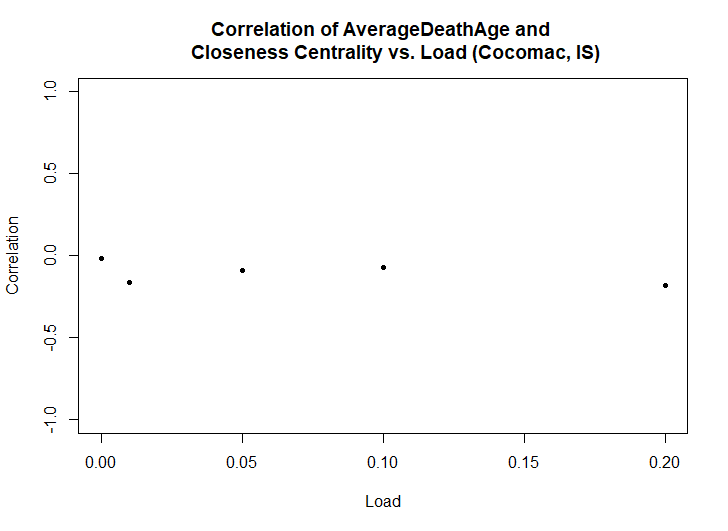 Correlation of AverageDeathAge and
Closeness Centrality vs. Load (Cocomac, IS)
Correlation
1.0
0.5
0.0
-0.5
-1.0
0.00 0.05 0.10 0.15 0.20
Load